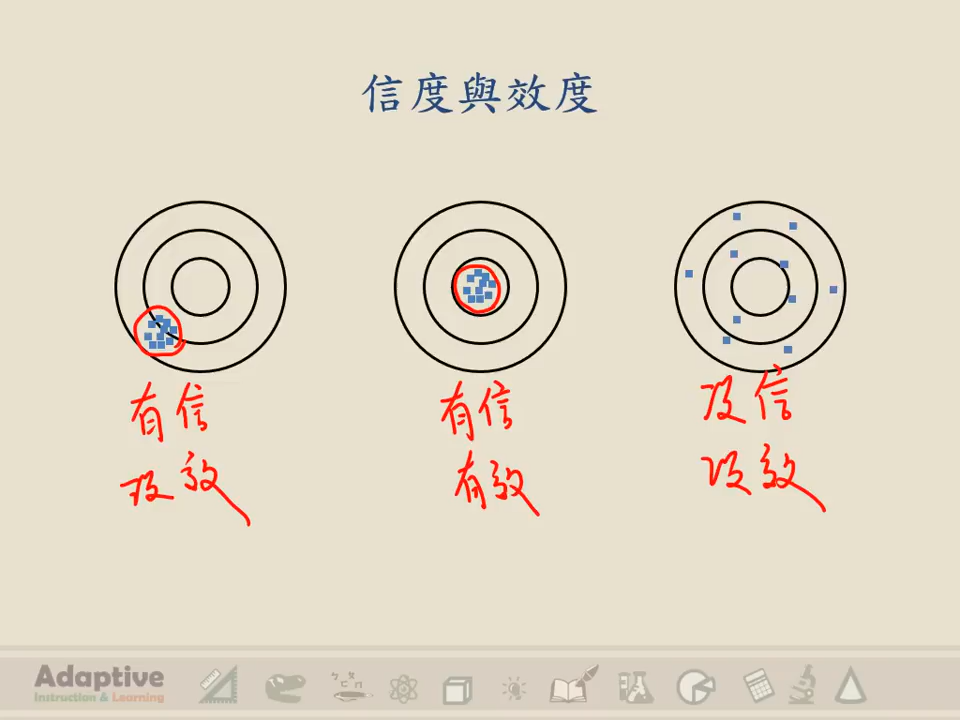 信度與效度
有信
有信
沒信
沒效
有效
沒效
Adaptive
Instruction & Learning
ㄅㄆㄈㄇ